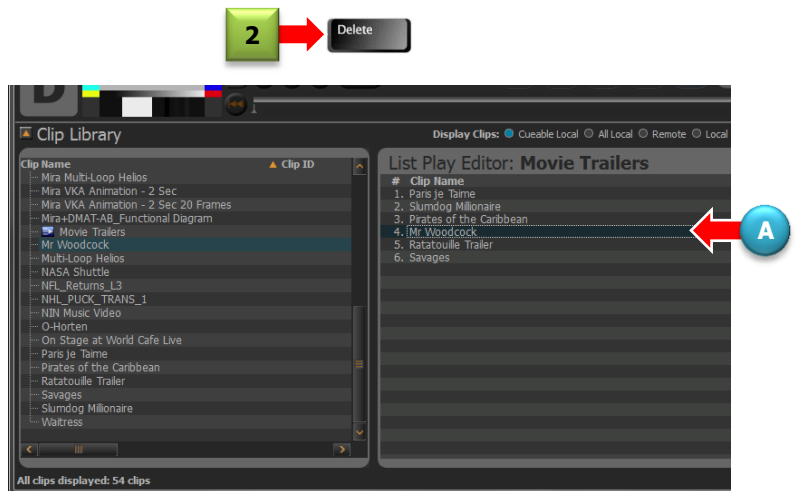 2
Delete
D
Clip Library
Display Clips: Cueable Local All Local Remote Local
Clip Name Clip ID
Mira Multi-Loop Helios
Mira VKA Animation - 2 Sec
Mira VKA Animation - 2 Sec 20 Frames
Mira+DMAT-AB_Functional Diagram
Movie Trailers
Mr Woodcock
Multi-Loop Helios
NASA Shuttle
NFL_Returns_L3
NHL_PUCK_TRANS_1
NIN Music Video
O-Horten
On Stage at World Cafe Live
Paris je Taime
Pirates of the Caribbean
Ratatouille Trailer
Savages
Slumdog Millionaire
Waitress
List Play Editor: Movie Trailers
# Clip Name
1. Paris je Taime
2. Slumdog Millionaire
3. Pirates of the Caribbean
4. Mr Woodcock
5. Ratatouille Trailer
6. Savages
A
All clips displayed: 54 clips